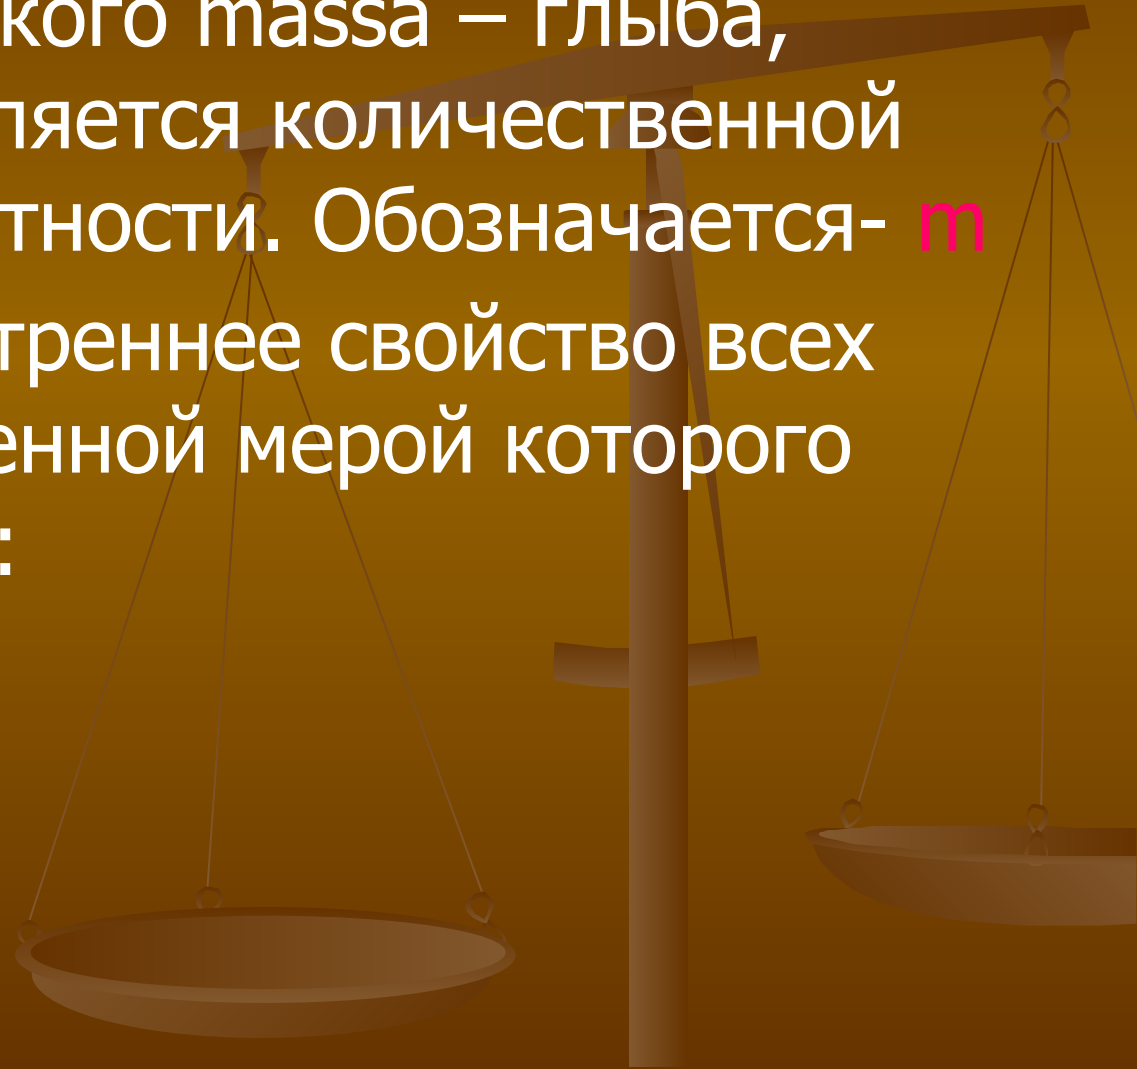 кого massa – глыба,
ляется количественной
тности. Обозначается- m
треннее свойство всех
енной мерой которого
: